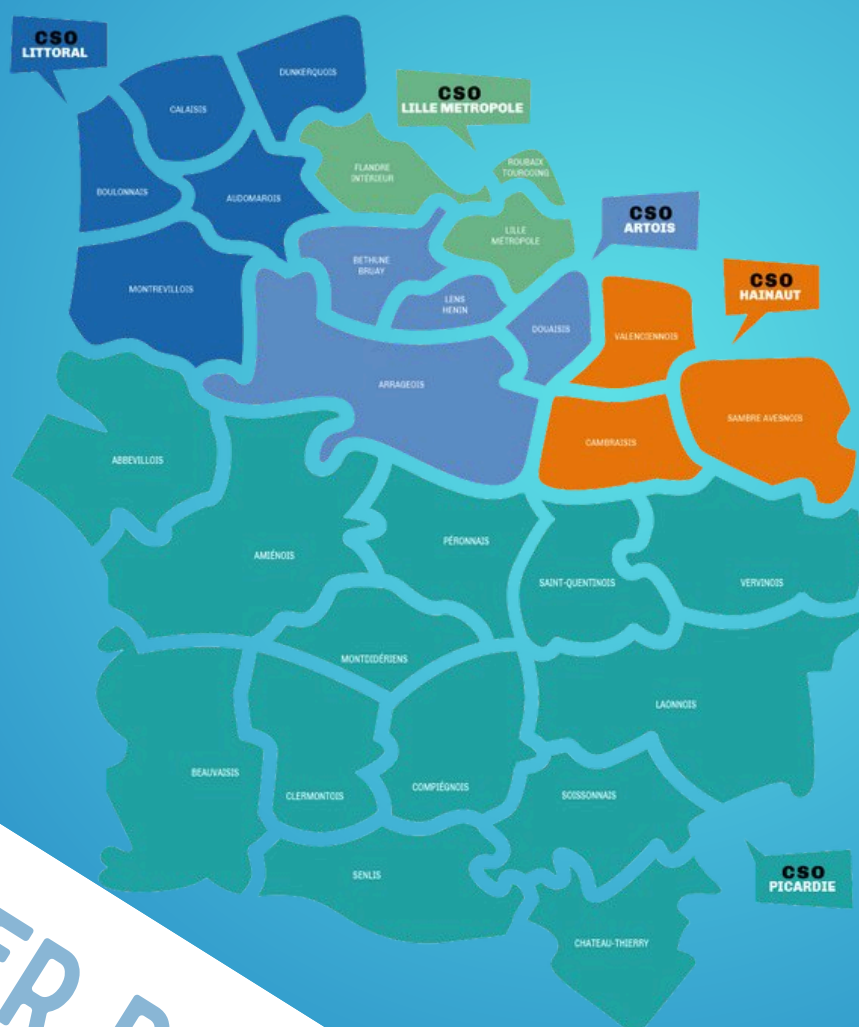 CSO
LITTORAL
DUNKERQUOIS
CALAISIS
CSO
LILLE METROPOLE
FLANDRE
INTÉRIEUR
ROUBAIX
TOURCOING
BOULONNAIS
AUDOMAROIS
CSO
ARTOIS
LILLE
MÉTROPOLE
BETHUNE
BRUAY
CSO
HAINAUT
MONTREVILLOIS
LENS
HENIN
DOUAISIS
VALENCIENNOIS
ARRAGEOIS
SAMBRE AVESNOIS
CAMBRAISIS
ABBEVILLOIS
PÉRONNAIS
AMIÉNOIS
SAINT-QUENTINOIS
VERVINOIS
MONTDIDÉRIENS
LAONNOIS
BEAUVAISIS
COMPIÉGNOIS
CLERMONTOIS
SOISSONNAIS
SENLIS
CSO
PICARDIE
CHATEAU-THIERRY